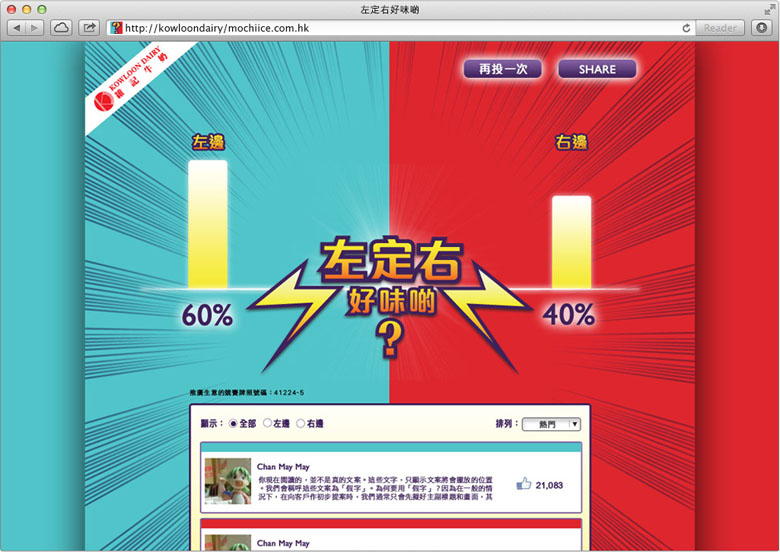 左定右好味啲
http://kowloondairy/mochiice.com.hk
Reader
KOWLOON DAIRY
維記牛奶
再投一次
SHARE
左邊
右邊
左定右
好味啲
?
60%
40%
推廣生意的競賽牌照號碼：41224-5
顯示： 全部 左邊 右邊
排列： 熱門
Chan May May
你現在閱讀的，並不是真的文案。這些文字，只顯示文案將會擺放的位置
。我們會稱呼這些文案為「假字」。為何要用「假字」？因為在一般的情
況下，在向客戶作初步提案時，我們通常只會先擬好主副標題和畫面，其
21,083
Chan May May